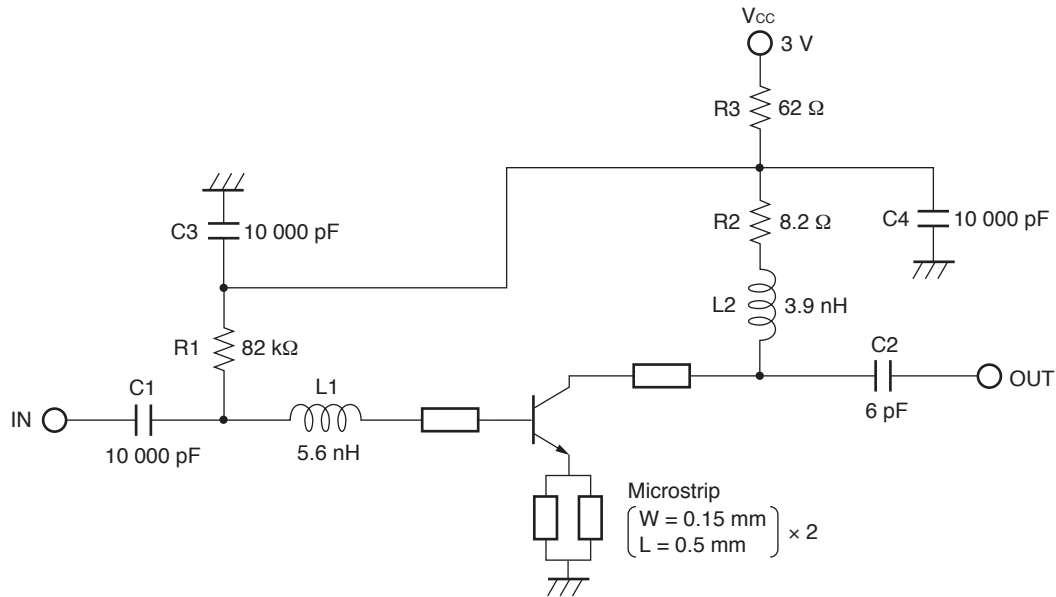 VCC
3 V
R3
62 Ω
C3
10 000 pF
R2
8.2 Ω
C4
10 000 pF
L2
3.9 nH
R1
82 kΩ
C1
L1
C2
IN
OUT
10 000 pF
5.6 nH
6 pF
Microstrip
W = 0.15 mm
L = 0.5 mm
× 2